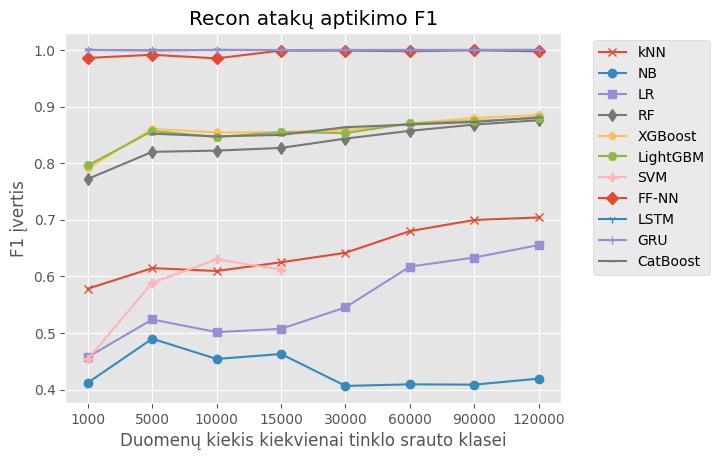 Recon atakų aptikimo F1
1.0
0.9
0.8
0.7
0.6
0.5
0.4
F1 įvertis
1000 5000 10000 15000 30000 60000 90000 120000
Duomenų kiekis kiekvienai tinklo srauto klasei
kNN
NB
LR
RF
XGBoost
LightGBM
SVM
FF-NN
LSTM
GRU
CatBoost